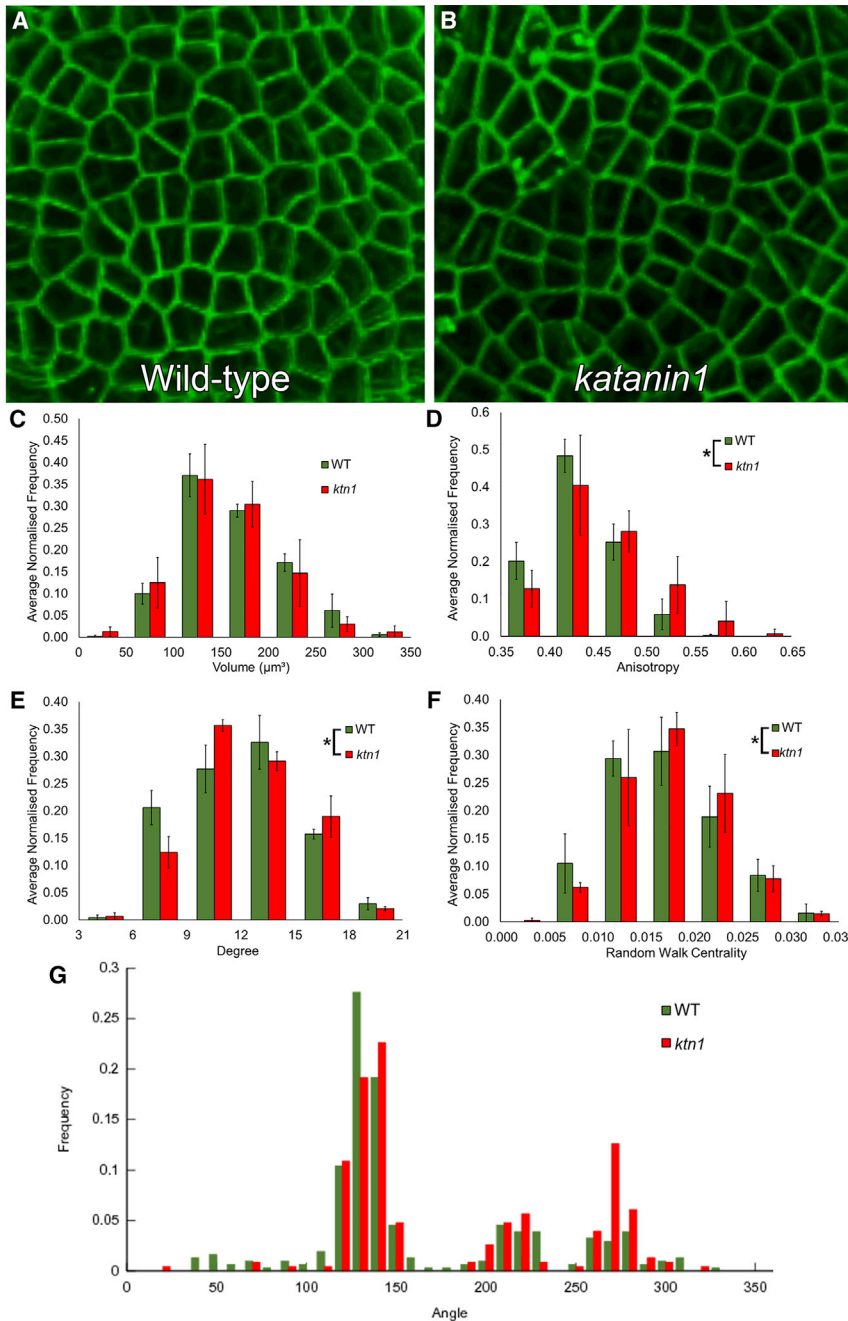 A
B
Wild-type
katanin1
C
D
0.50
0.45
0.40
0.35
0.30
0.25
0.20
0.15
0.10
0.05
0.00
Average Normalised Frequency
WT
ktn1
0 50 100 150 200 250 300 350
Volume (µm³)
0.6
0.5
0.4
0.3
0.2
0.1
0.0
Average Normalised Frequency
* WT
ktn1
0.35 0.40 0.45 0.50 0.55 0.60 0.65
Anisotropy
E
F
0.40
0.35
0.30
0.25
0.20
0.15
0.10
0.05
0.00
Average Normalised Frequency
* WT
ktn1
3 6 9 12 15 18 21
Degree
0.40
0.35
0.30
0.25
0.20
0.15
0.10
0.05
0.00
Average Normalised Frequency
* WT
ktn1
0.000 0.005 0.010 0.015 0.020 0.025 0.030 0.03
Random Walk Centrality
G
0.3
0.25
0.2
0.15
0.1
0.05
0
Frequency
WT
ktn1
0 50 100 150 200 250 300 350
Angle